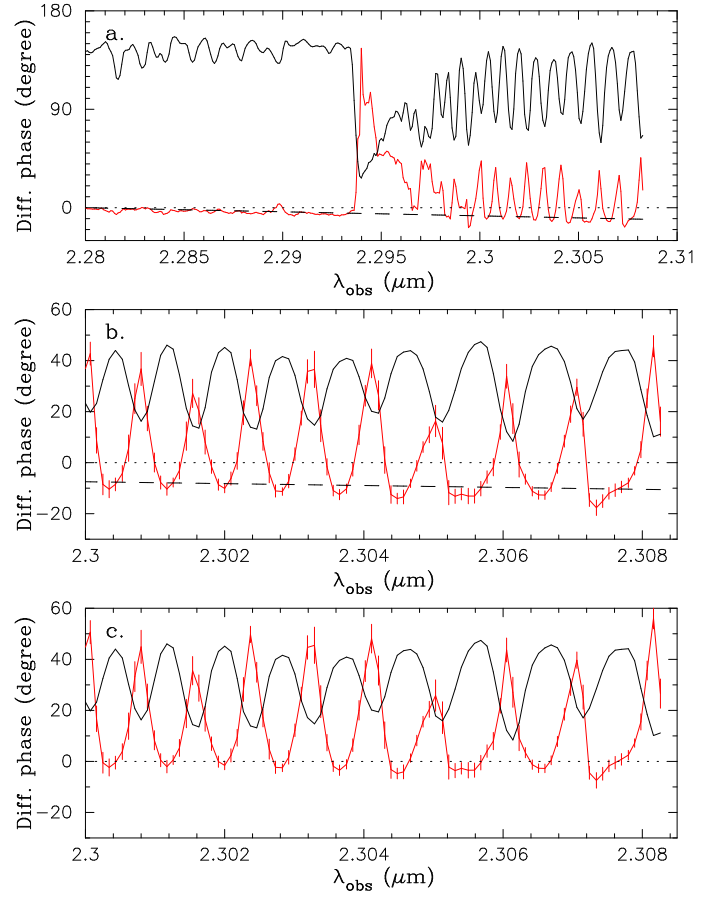 180
90
0
Diff. phase (degree)
a.
2.28 2.285 2.29 2.295 2.3 2.305 2.31
λobs (μm)
60
40
20
0
−20
Diff. phase (degree)
b.
2.3 2.302 2.304 2.306 2.308
λobs (μm)
60
40
20
0
−20
Diff. phase (degree)
c.
2.3 2.302 2.304 2.306 2.308
λobs (μm)